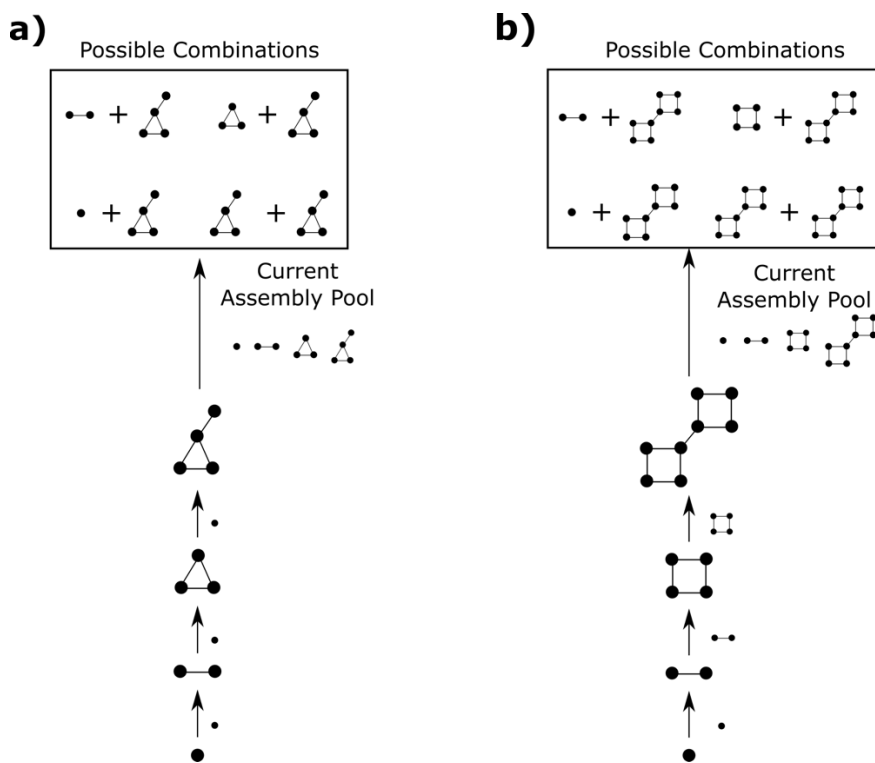 a)
Possible Combinations
+
+
+
+
Current
Assembly Pool
b)
Possible Combinations
+
+
+
+
Current
Assembly Pool